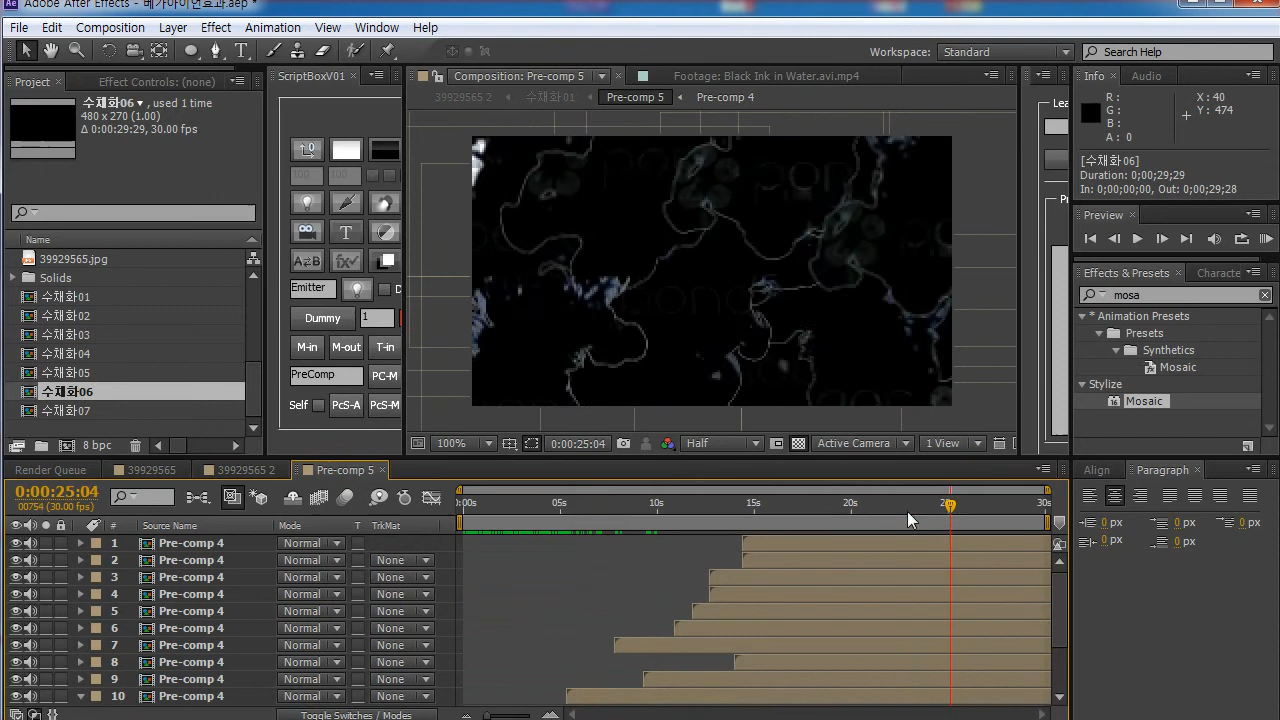 Adobe After Effects - 베가아이언효과.aep *
File Edit Composition Layer Effect Animation View Window Help
Workspace: Standard Search Help
Project Effect Controls: (none) ScriptBoxV01 Composition: Pre-comp 5 Footage: Black Ink in Water.avi.mp4 Info Audio
39929565 2 수채화01 Pre-comp 5 Pre-comp 4
수채화06 , used 1 time
480 x 270 (1.00)
Δ 0:00:29:29, 30.00 fps
R :
G :
B :
A : 0
X : 40
Y : 474
[수채화06]
Duration: 0;00;29;29
In: 0;00;00;00, Out: 0;00;29;28
100 100
Preview
Name
39929565.jpg
Solids
수채화01
수채화02
수채화03
수채화04
수채화05
수채화06
수채화07
8 bpc
T
A⇄B fx
Emitter D
Dummy 1
M-in M-out T-in
PreComp PC-M
Self PcS-A PcS-M
pong
Effects & Presets Characte
mosa
* Animation Presets
Presets
Synthetics
Mosaic
Stylize
Mosaic
100% 0:00:25:04 Half Active Camera 1 View
Render Queue 39929565 39929565 2 Pre-comp 5
Align Paragraph
0:00:25:04
00754 (30.00 fps)
05s 10s 15s 20s 30s
# Source Name Mode T TrkMat
0 px 0 px 0 px
0 px 0 px
1 Pre-comp 4 Normal
2 Pre-comp 4 Normal None
3 Pre-comp 4 Normal None
4 Pre-comp 4 Normal None
5 Pre-comp 4 Normal None
6 Pre-comp 4 Normal None
7 Pre-comp 4 Normal None
8 Pre-comp 4 Normal None
9 Pre-comp 4 Normal None
10 Pre-comp 4 Normal None
Toggle Switches / Modes